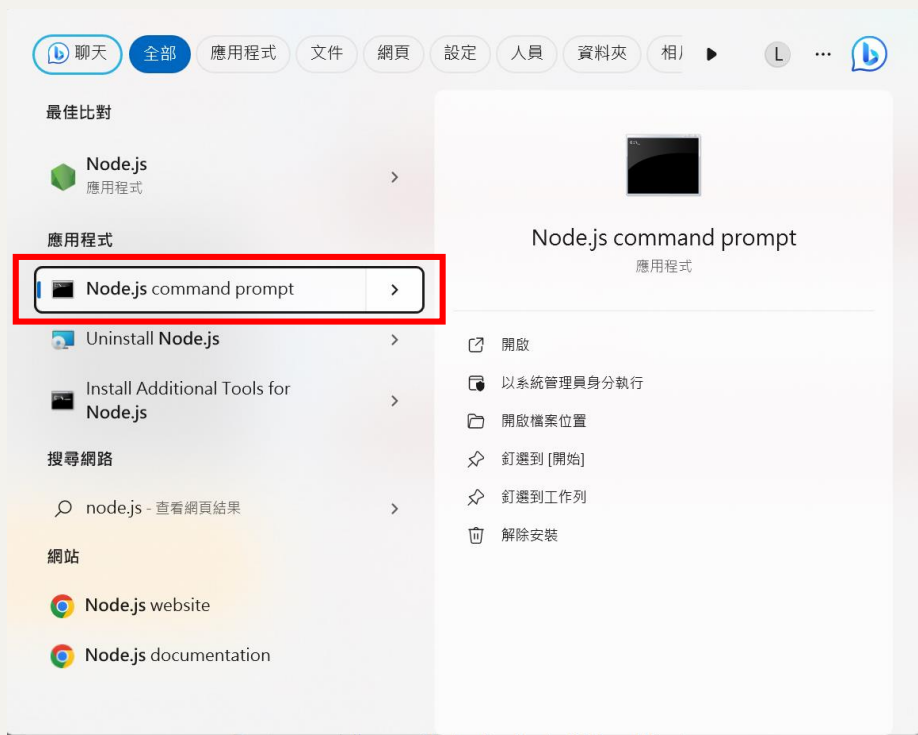 聊天
全部
應用程式
文件
網頁
設定
人員
資料夾
L
最佳比對
Node.js
應用程式
應用程式
Node.js command prompt
Uninstall Node.js
Install Additional Tools for
Node.js
搜尋網路
node.js - 查看網頁結果
網站
Node.js website
Node.js documentation
Node.js command prompt
應用程式
開啟
以系統管理員身分執行
開啟檔案位置
釘選到 [開始]
釘選到工作列
解除安裝